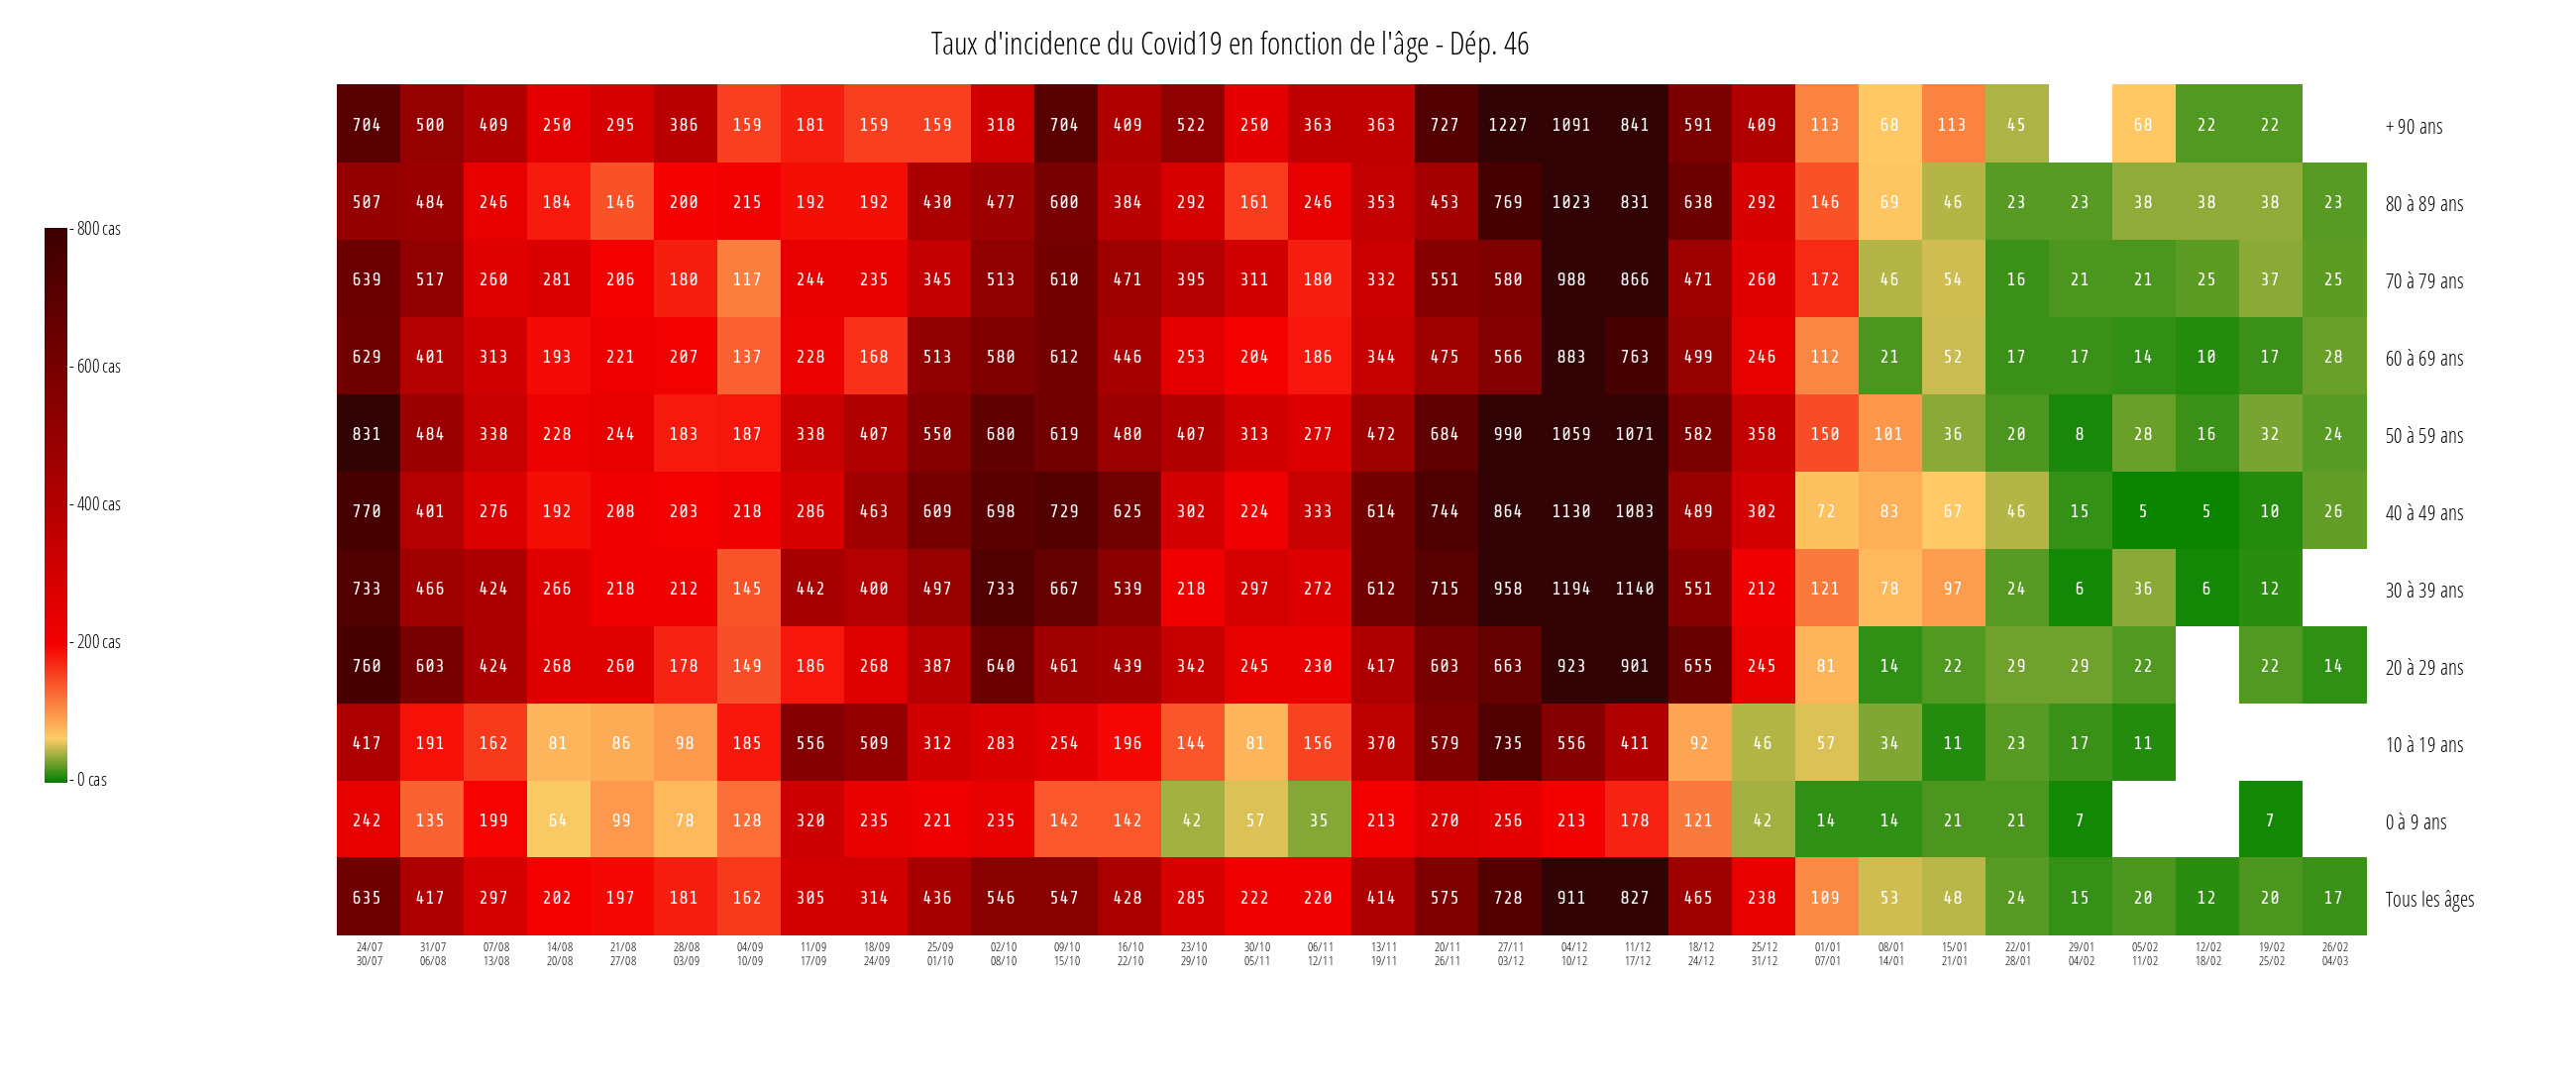 Taux d'incidence du Covid19 en fonction de l'âge - Dép. 46
704 500 409 250 295 386 159 181 159 159 318 704 409 522 250 363 363 727 1227 1091 841 591 409 113 68 113 45 68 22 22 + 90 ans
507 484 246 184 146 200 215 192 192 430 477 600 384 292 161 246 353 453 769 1023 831 638 292 146 69 46 23 23 38 38 38 23 80 à 89 ans
- 800 cas
639 517 260 281 206 180 117 244 235 345 513 610 471 395 311 180 332 551 580 988 866 471 260 172 46 54 16 21 21 25 37 25 70 à 79 ans
629 401 313 193 221 207 137 228 168 513 580 612 446 253 204 186 344 475 566 883 763 499 246 112 21 52 17 17 14 10 17 28 60 à 69 ans
- 600 cas
831 484 338 228 244 183 187 338 407 550 680 619 480 407 313 277 472 684 990 1059 1071 582 358 150 101 36 20 8 28 16 32 24 50 à 59 ans
- 400 cas
770 401 276 192 208 203 218 286 463 609 698 729 625 302 224 333 614 744 864 1130 1083 489 302 72 83 67 46 15 5 5 10 26 40 à 49 ans
733 466 424 266 218 212 145 442 400 497 733 667 539 218 297 272 612 715 958 1194 1140 551 212 121 78 97 24 6 36 6 12 30 à 39 ans
- 200 cas
760 603 424 268 260 178 149 186 268 387 640 461 439 342 245 230 417 603 663 923 901 655 245 81 14 22 29 29 22 22 14 20 à 29 ans
417 191 162 81 86 98 185 556 509 312 283 254 196 144 81 156 370 579 735 556 411 92 46 57 34 11 23 17 11 10 à 19 ans
- 0 cas
242 135 199 64 99 78 128 320 235 221 235 142 142 42 57 35 213 270 256 213 178 121 42 14 14 21 21 7 7 0 à 9 ans
635 417 297 202 197 181 162 305 314 436 546 547 428 285 222 220 414 575 728 911 827 465 238 109 53 48 24 15 20 12 20 17 Tous les âges
24/07 31/07 07/08 14/08 21/08 28/08 04/09 11/09 18/09 25/09 02/10 09/10 16/10 23/10 30/10 06/11 13/11 20/11 27/11 04/12 11/12 18/12 25/12 01/01 08/01 15/01 22/01 29/01 05/02 12/02 19/02 26/02
30/07 06/08 13/08 20/08 27/08 03/09 10/09 17/09 24/09 01/10 08/10 15/10 22/10 29/10 05/11 12/11 19/11 26/11 03/12 10/12 17/12 24/12 31/12 07/01 14/01 21/01 28/01 04/02 11/02 18/02 25/02 04/03